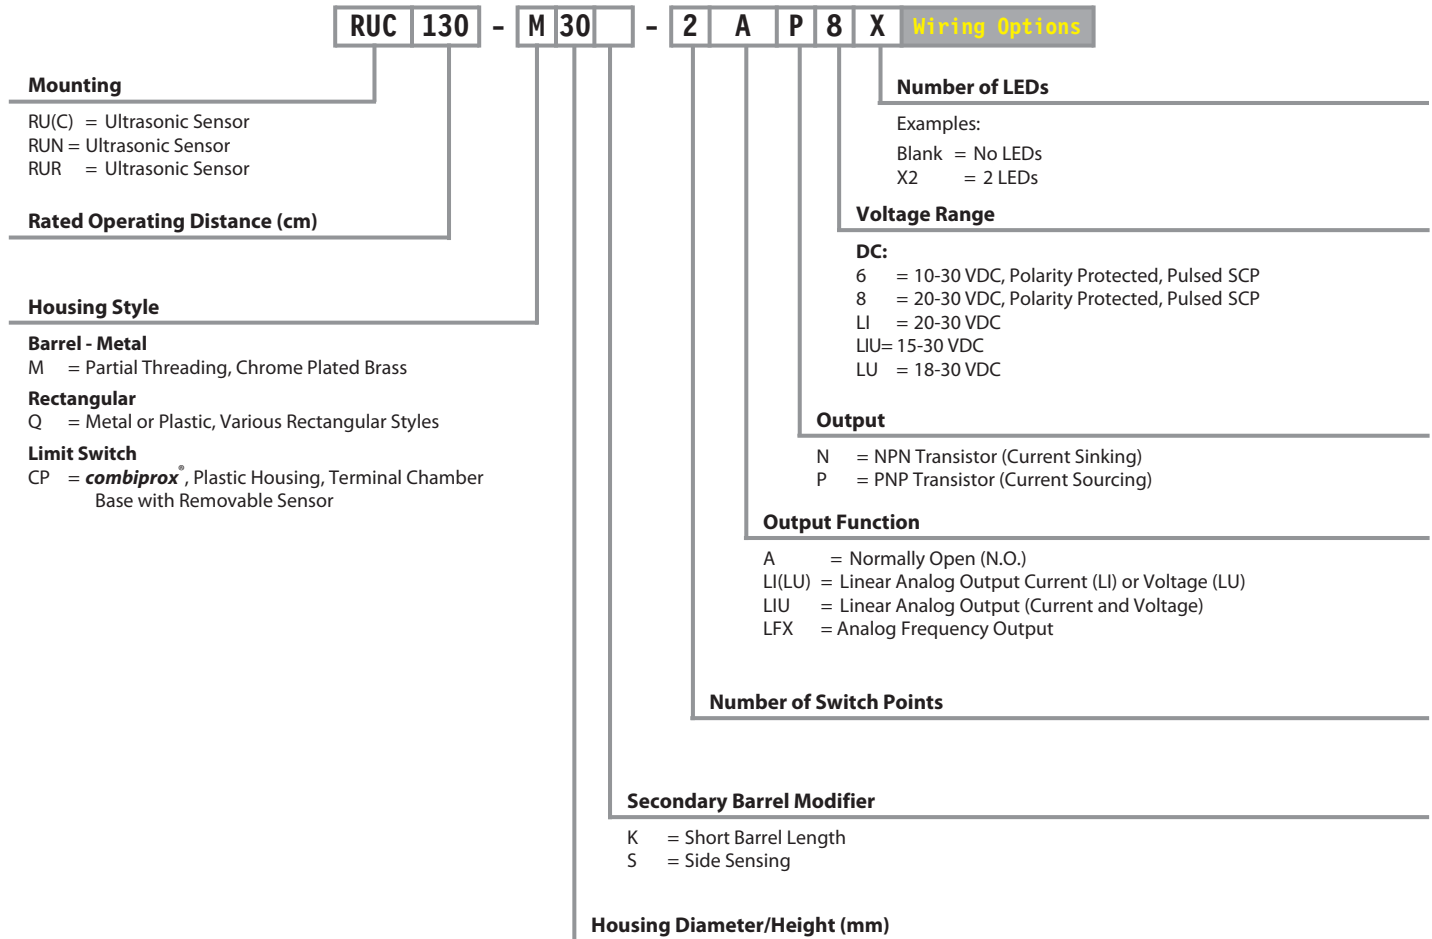 RUC 130 - M 30 - 2 A P 8 X Wiring Options
Mounting
RU(C) = Ultrasonic Sensor
RUN = Ultrasonic Sensor
RUR = Ultrasonic Sensor
Rated Operating Distance (cm)
Housing Style
Barrel - Metal
M = Partial Threading, Chrome Plated Brass
Rectangular
Q = Metal or Plastic, Various Rectangular Styles
Limit Switch
CP = combiprox®, Plastic Housing, Terminal Chamber
Base with Removable Sensor
Number of LEDs
Examples:
Blank = No LEDs
X2 = 2 LEDs
Voltage Range
DC:
6 = 10-30 VDC, Polarity Protected, Pulsed SCP
8 = 20-30 VDC, Polarity Protected, Pulsed SCP
LI = 20-30 VDC
LIU= 15-30 VDC
LU = 18-30 VDC
Output
N = NPN Transistor (Current Sinking)
P = PNP Transistor (Current Sourcing)
Output Function
A = Normally Open (N.O.)
LI(LU) = Linear Analog Output Current (LI) or Voltage (LU)
LIU = Linear Analog Output (Current and Voltage)
LFX = Analog Frequency Output
Number of Switch Points
Secondary Barrel Modifier
K = Short Barrel Length
S = Side Sensing
Housing Diameter/Height (mm)